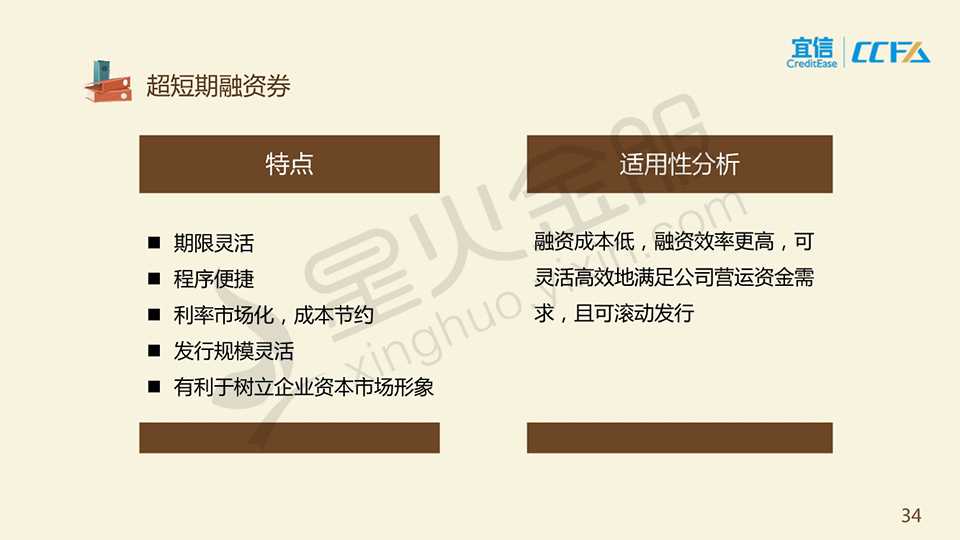 宜信
CreditEase
CCFA
超短期融资券
特点
适用性分析
■ 期限灵活
■ 程序便捷
■ 利率市场化，成本节约
■ 发行规模灵活
■ 有利于树立企业资本市场形象
融资成本低，融资效率更高，可
灵活高效地满足公司营运资金需
求，且可滚动发行
星火金服
xinghuo.yixin.com
34